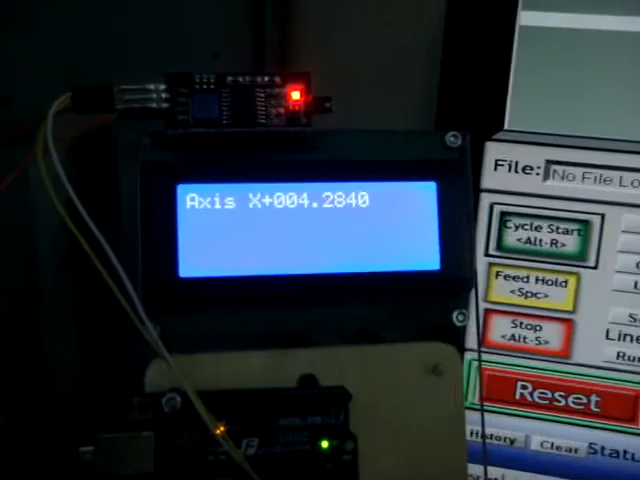 Axis X+004.2840
File: No File Lo
Cycle Start
<Alt-R>
Feed Hold
<Spc>
Stop
<Alt-S>
Line
Ru
Reset
History Clear Statu